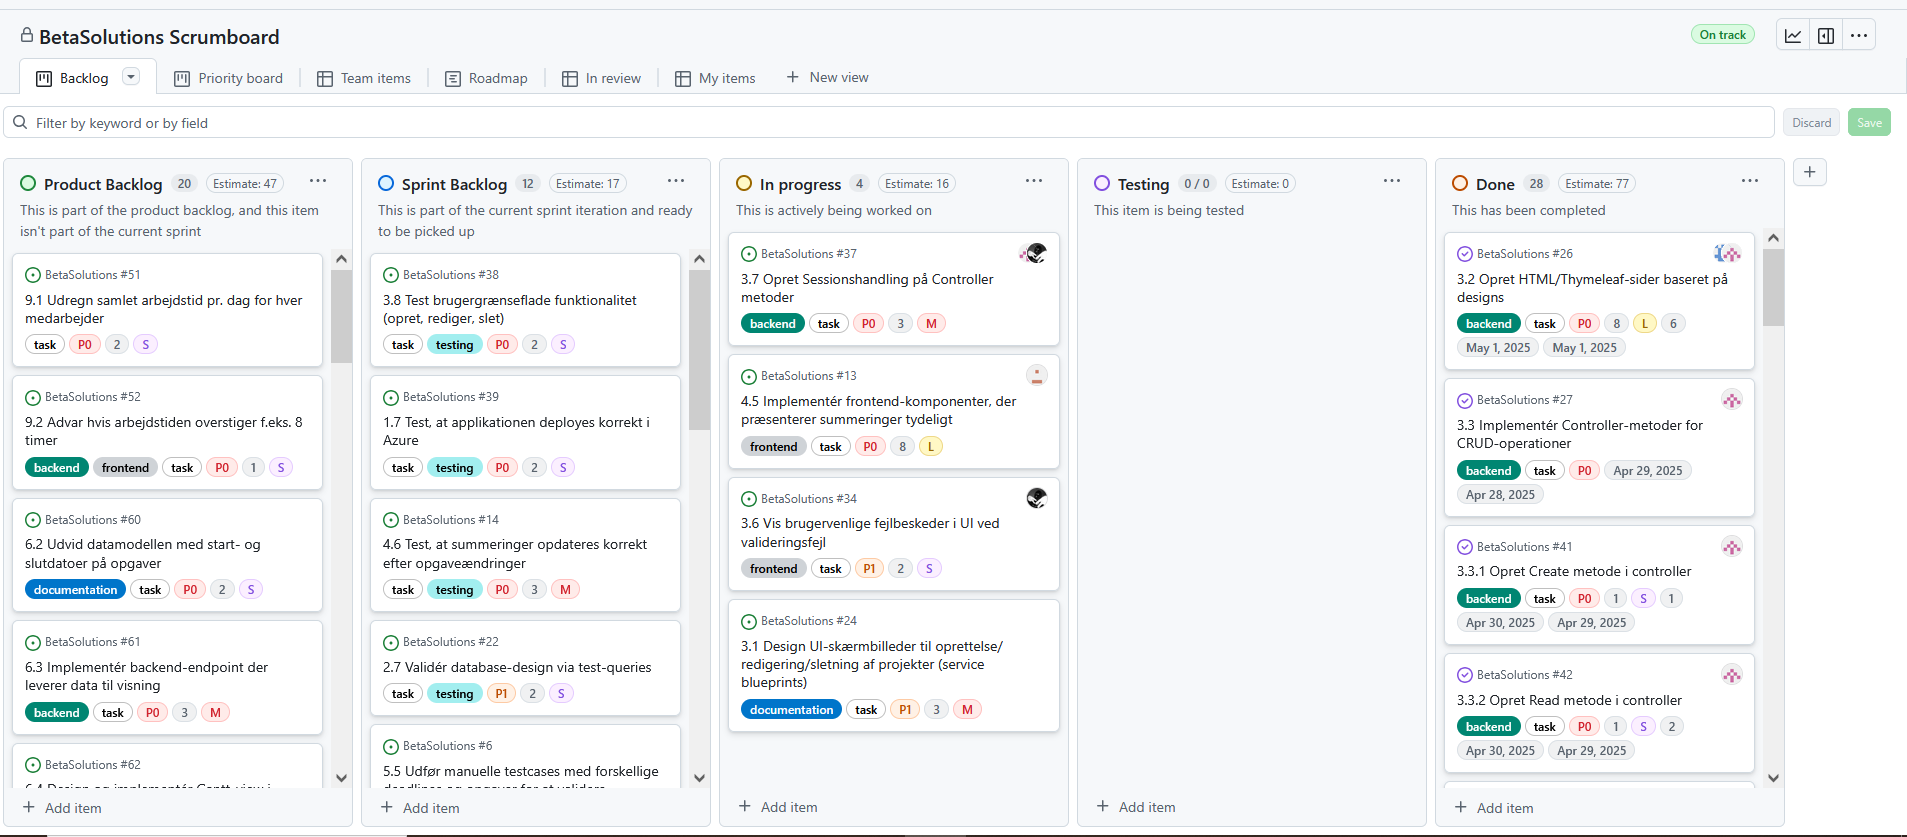 BetaSolutions Scrumboard
On track
Backlog
Priority board
Team items
Roadmap
In review
My items
New view
Filter by keyword or by field
Discard
Save
Product Backlog 20 Estimate: 47
This is part of the product backlog, and this item
isn't part of the current sprint
BetaSolutions #51
9.1 Udregn samlet arbejdstid pr. dag for hver
medarbejder
task P0 2 S
BetaSolutions #52
9.2 Advar hvis arbejdstiden overstiger f.eks. 8
timer
backend frontend task P0 1 S
BetaSolutions #60
6.2 Udvid datamodellen med start- og
slutdatoer på opgaver
documentation task P0 2 S
BetaSolutions #61
6.3 Implementér backend-endpoint der
leverer data til visning
backend task P0 3 M
BetaSolutions #62
6.4 Design og implementér Gantt-view i
Add item
Sprint Backlog 12 Estimate: 17
This is part of the current sprint iteration and ready
to be picked up
BetaSolutions #38
3.8 Test brugergrænseflade funktionalitet
(opret, rediger, slet)
task testing P0 2 S
BetaSolutions #39
1.7 Test, at applikationen deployes korrekt i
Azure
task testing P0 2 S
BetaSolutions #14
4.6 Test, at summeringer opdateres korrekt
efter opgaveændringer
task testing P0 3 M
BetaSolutions #22
2.7 Validér database-design via test-queries
task testing P1 2 S
BetaSolutions #6
5.5 Udfør manuelle testcases med forskellige
deadlines og opgaver for at validere
Add item
In progress 4 Estimate: 16
This is actively being worked on
BetaSolutions #37
3.7 Opret Sessionshandling på Controller
metoder
backend task P0 3 M
BetaSolutions #13
4.5 Implementér frontend-komponenter, der
præsenterer summeringer tydeligt
frontend task P0 8 L
BetaSolutions #34
3.6 Vis brugervenlige fejlbeskeder i UI ved
valideringsfejl
frontend task P1 2 S
BetaSolutions #24
3.1 Design UI-skærmbilleder til oprettelse/
redigering/sletning af projekter (service
blueprints)
documentation task P1 3 M
Add item
Testing 0 / 0 Estimate: 0
This item is being tested
Add item
Done 28 Estimate: 77
This has been completed
BetaSolutions #26
3.2 Opret HTML/Thymeleaf-sider baseret på
designs
backend task P0 8 L 6
May 1, 2025 May 1, 2025
BetaSolutions #27
3.3 Implementér Controller-metoder for
CRUD-operationer
backend task P0 Apr 29, 2025
Apr 28, 2025
BetaSolutions #41
3.3.1 Opret Create metode i controller
backend task P0 1 S 1
Apr 30, 2025 Apr 29, 2025
BetaSolutions #42
3.3.2 Opret Read metode i controller
backend task P0 1 S 2
Apr 30, 2025 Apr 29, 2025
Add item